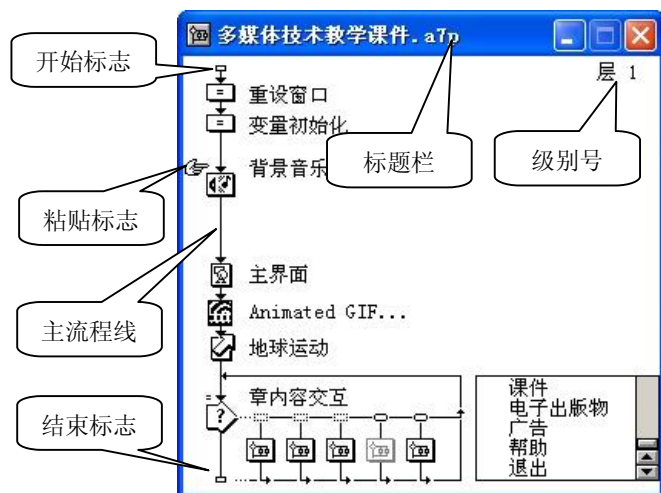 多媒体技术教学课件.a7p
开始标志
层 1
重设窗口
变量初始化
标题栏
级别号
背景音乐
粘贴标志
主界面
主流程线
Animated GIF...
地球运动
章内容交互
课件
电子出版物
广告
帮助
退出
结束标志